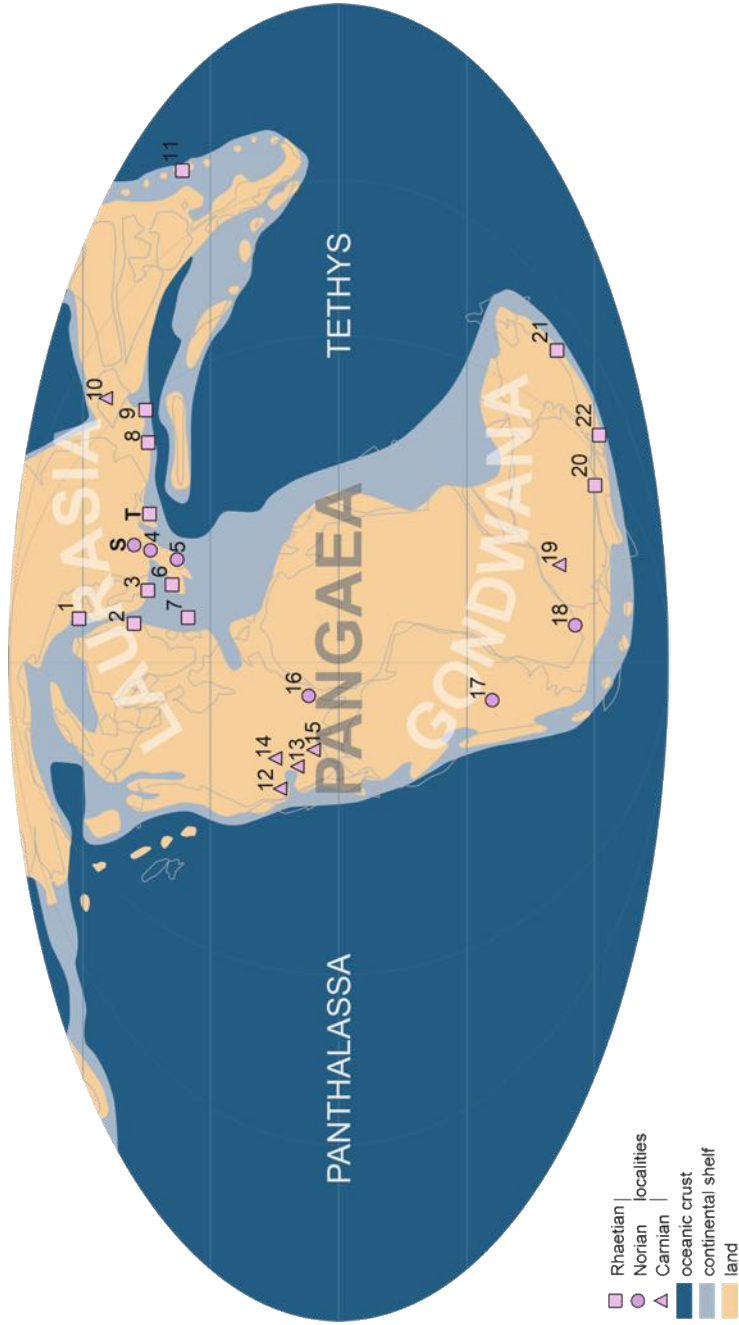 LAURASIA
PANGAEA
GONDWANA
TETHYS
PANTHALASSA
1
2
3
S
4
T
5
6
7
8
9
10
11
12
14
13
15
16
17
18
19
20
22
21
Rhaetian
Norian
localities
Carnian
oceanic crust
continental shelf
land